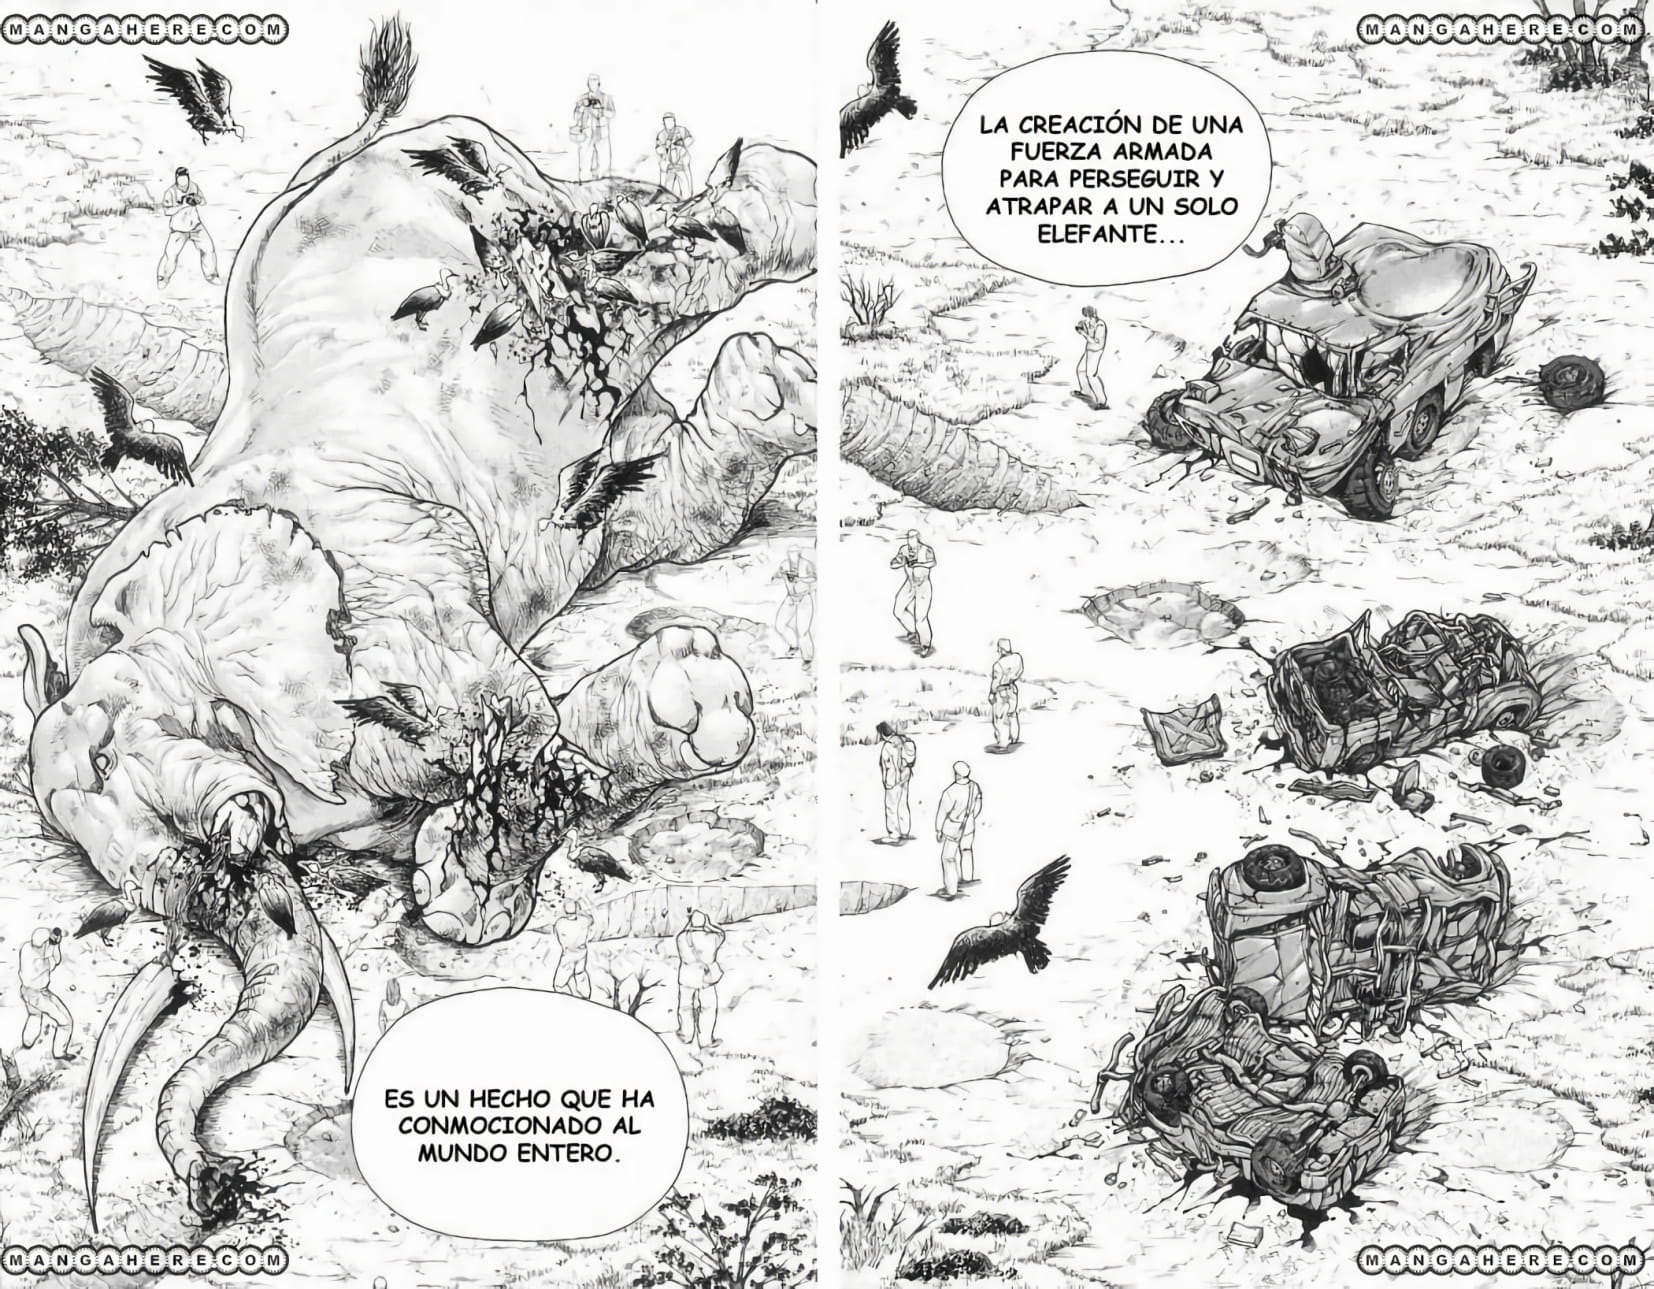 MANGAHERE.COM
MANGAHERE.COM
LA CREACIÓN DE UNA
FUERZA ARMADA
PARA PERSEGUIR Y
ATRAPAR A UN SOLO
ELEFANTE...
ES UN HECHO QUE HA
CONMOCIONADO AL
MUNDO ENTERO.
MANGAHERE.COM
MANGAHERE.COM